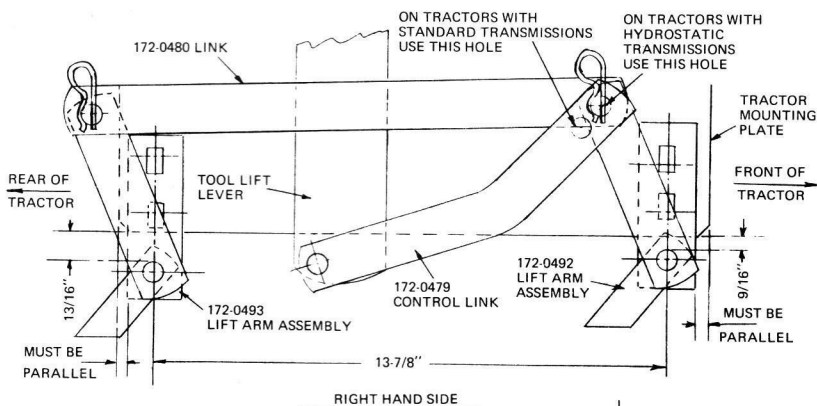 ON TRACTORS WITH
STANDARD TRANSMISSIONS
USE THIS HOLE
ON TRACTORS WITH
HYDROSTATIC
TRANSMISSIONS
USE THIS HOLE
172-0480 LINK
TRACTOR
MOUNTING
PLATE
REAR OF
TRACTOR
TOOL LIFT
LEVER
FRONT OF
TRACTOR
13/16"
172-0493
LIFT ARM ASSEMBLY
172-0479
CONTROL LINK
172-0492
LIFT ARM
ASSEMBLY
9/16"
MUST BE
PARALLEL
13-7/8"
MUST BE
PARALLEL
RIGHT HAND SIDE